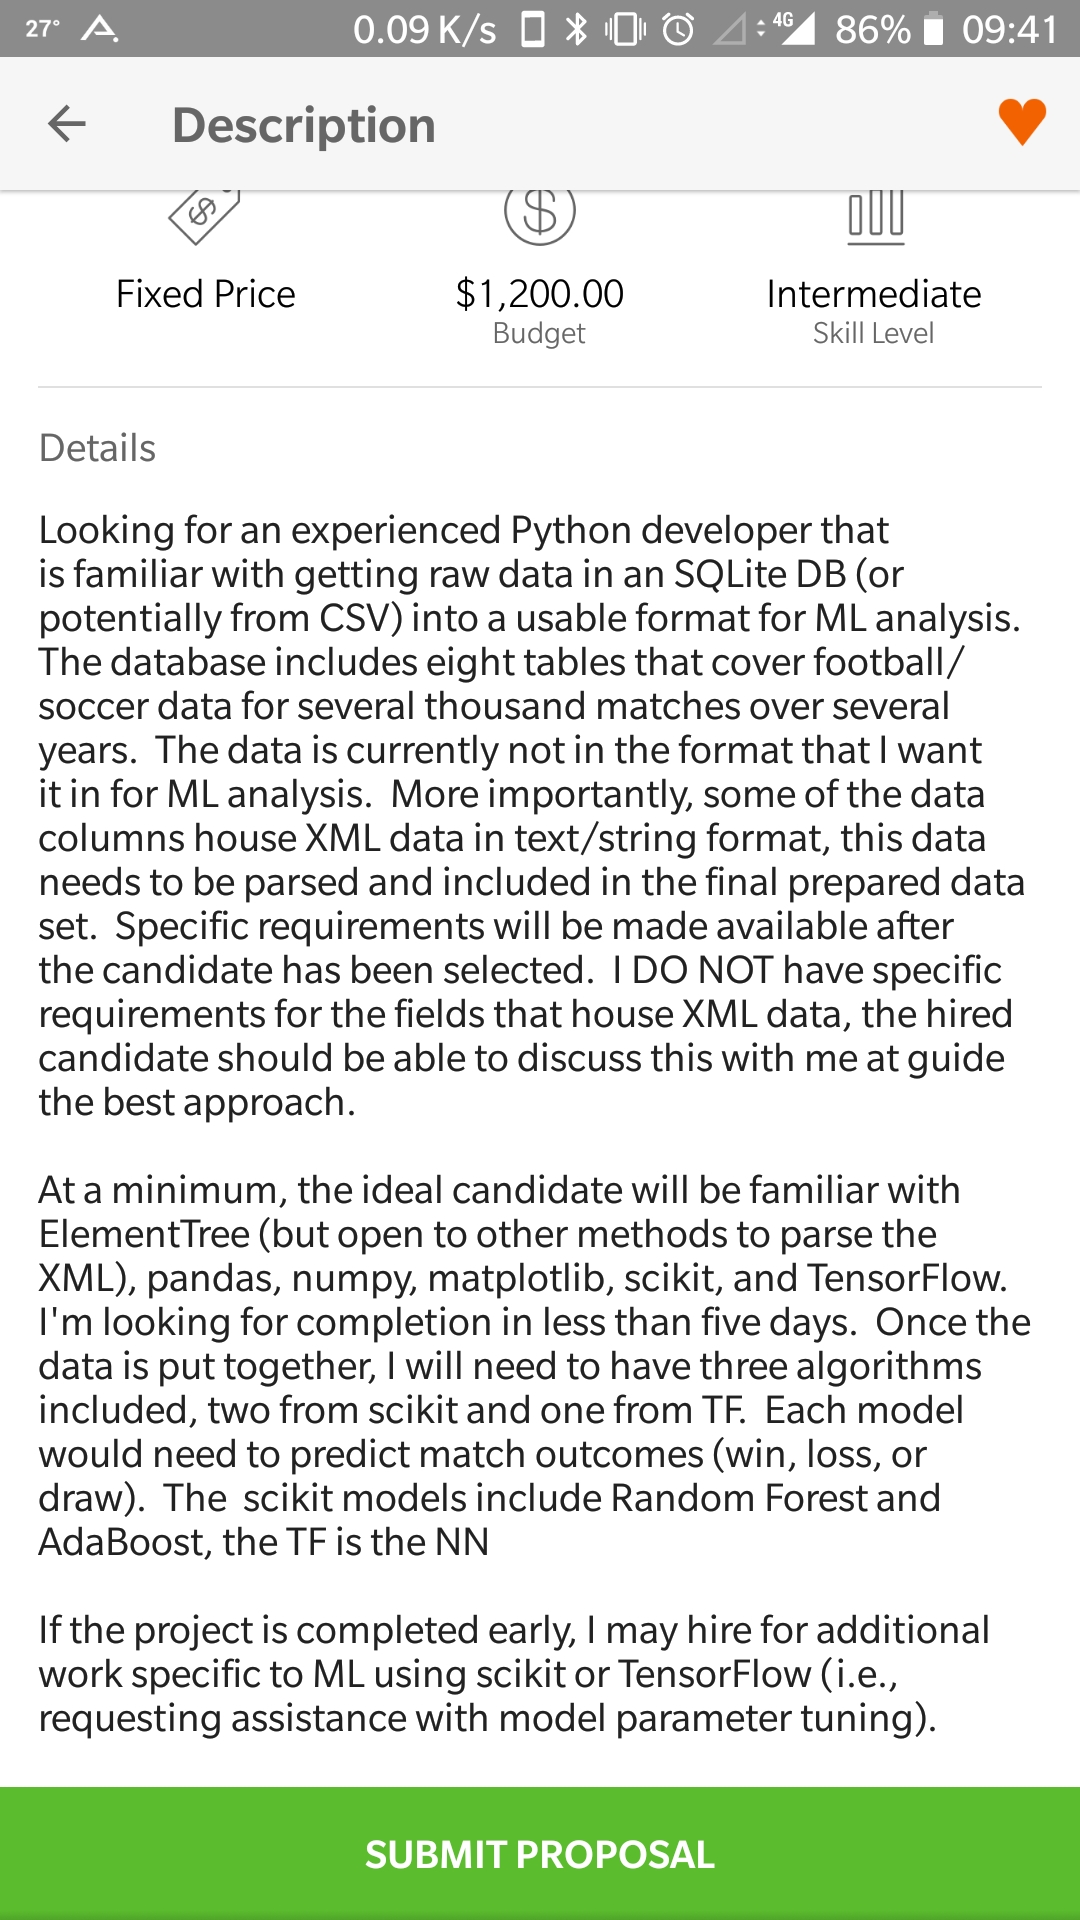 27° 0.09 K/s 4G 86% 09:41
Description
Fixed Price $1,200.00 Intermediate
Budget Skill Level
Details
Looking for an experienced Python developer that
is familiar with getting raw data in an SQLite DB (or
potentially from CSV) into a usable format for ML analysis.
The database includes eight tables that cover football/
soccer data for several thousand matches over several
years.  The data is currently not in the format that I want
it in for ML analysis.  More importantly, some of the data
columns house XML data in text/string format, this data
needs to be parsed and included in the final prepared data
set.  Specific requirements will be made available after
the candidate has been selected.  I DO NOT have specific
requirements for the fields that house XML data, the hired
candidate should be able to discuss this with me at guide
the best approach.
At a minimum, the ideal candidate will be familiar with
ElementTree (but open to other methods to parse the
XML), pandas, numpy, matplotlib, scikit, and TensorFlow.
I'm looking for completion in less than five days.  Once the
data is put together, I will need to have three algorithms
included, two from scikit and one from TF.  Each model
would need to predict match outcomes (win, loss, or
draw).  The  scikit models include Random Forest and
AdaBoost, the TF is the NN
If the project is completed early, I may hire for additional
work specific to ML using scikit or TensorFlow (i.e.,
requesting assistance with model parameter tuning).
SUBMIT PROPOSAL